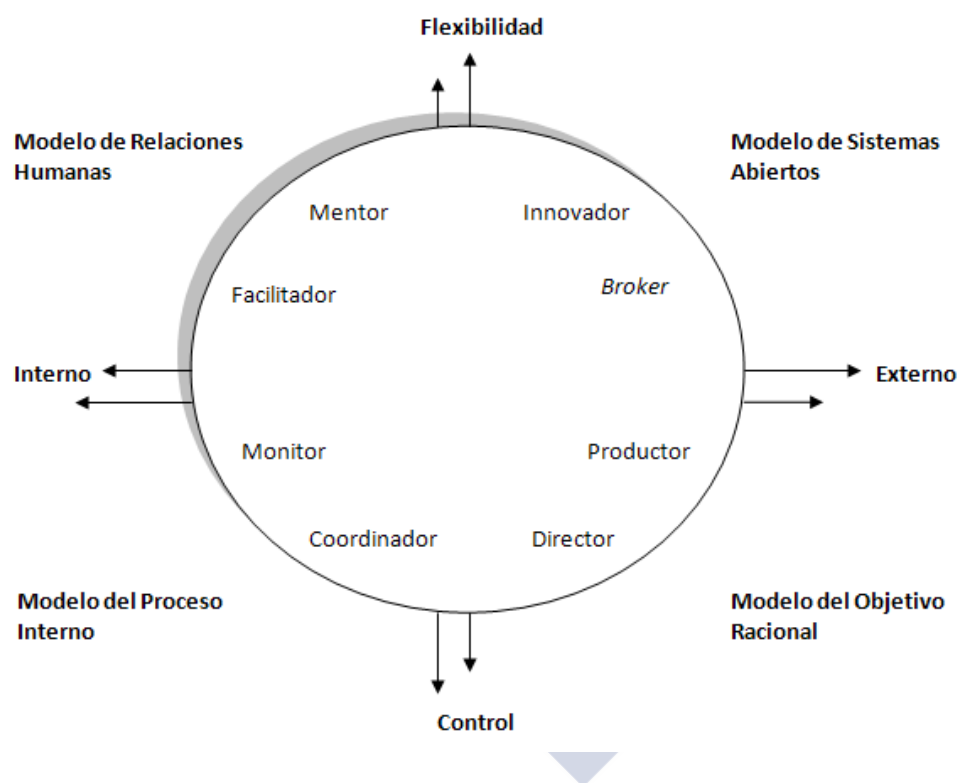 Flexibilidad
Modelo de Relaciones
Humanas
Modelo de Sistemas
Abiertos
Mentor
Innovador
Facilitador
Broker
Interno
Externo
Monitor
Productor
Coordinador
Director
Modelo del Proceso
Interno
Modelo del Objetivo
Racional
Control